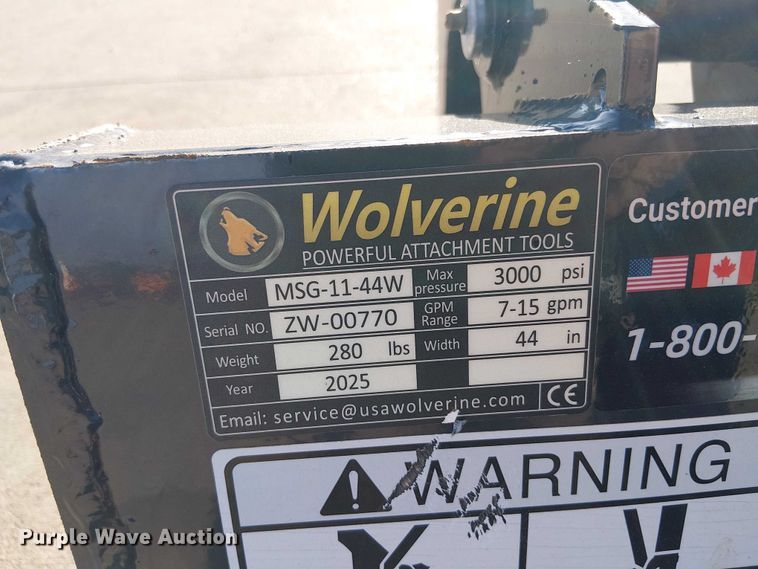 Wolverine
POWERFUL ATTACHMENT TOOLS
Model MSG-11-44W Max pressure 3000 psi
Serial NO. ZW-00770 GPM Range 7-15 gpm
Weight 280 lbs Width 44 in
Year 2025
Email: service@usawolverine.com CE
Customer
1-800-
WARNING
Purple Wave Auction